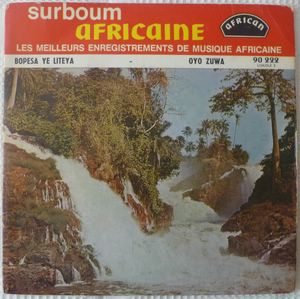 surboum
AFRICAINE
AFRICAN
LES MEILLEURS ENREGISTREMENTS DE MUSIQUE AFRICAINE
BOPESA YE LITEYA - OYO ZUWA 90 222